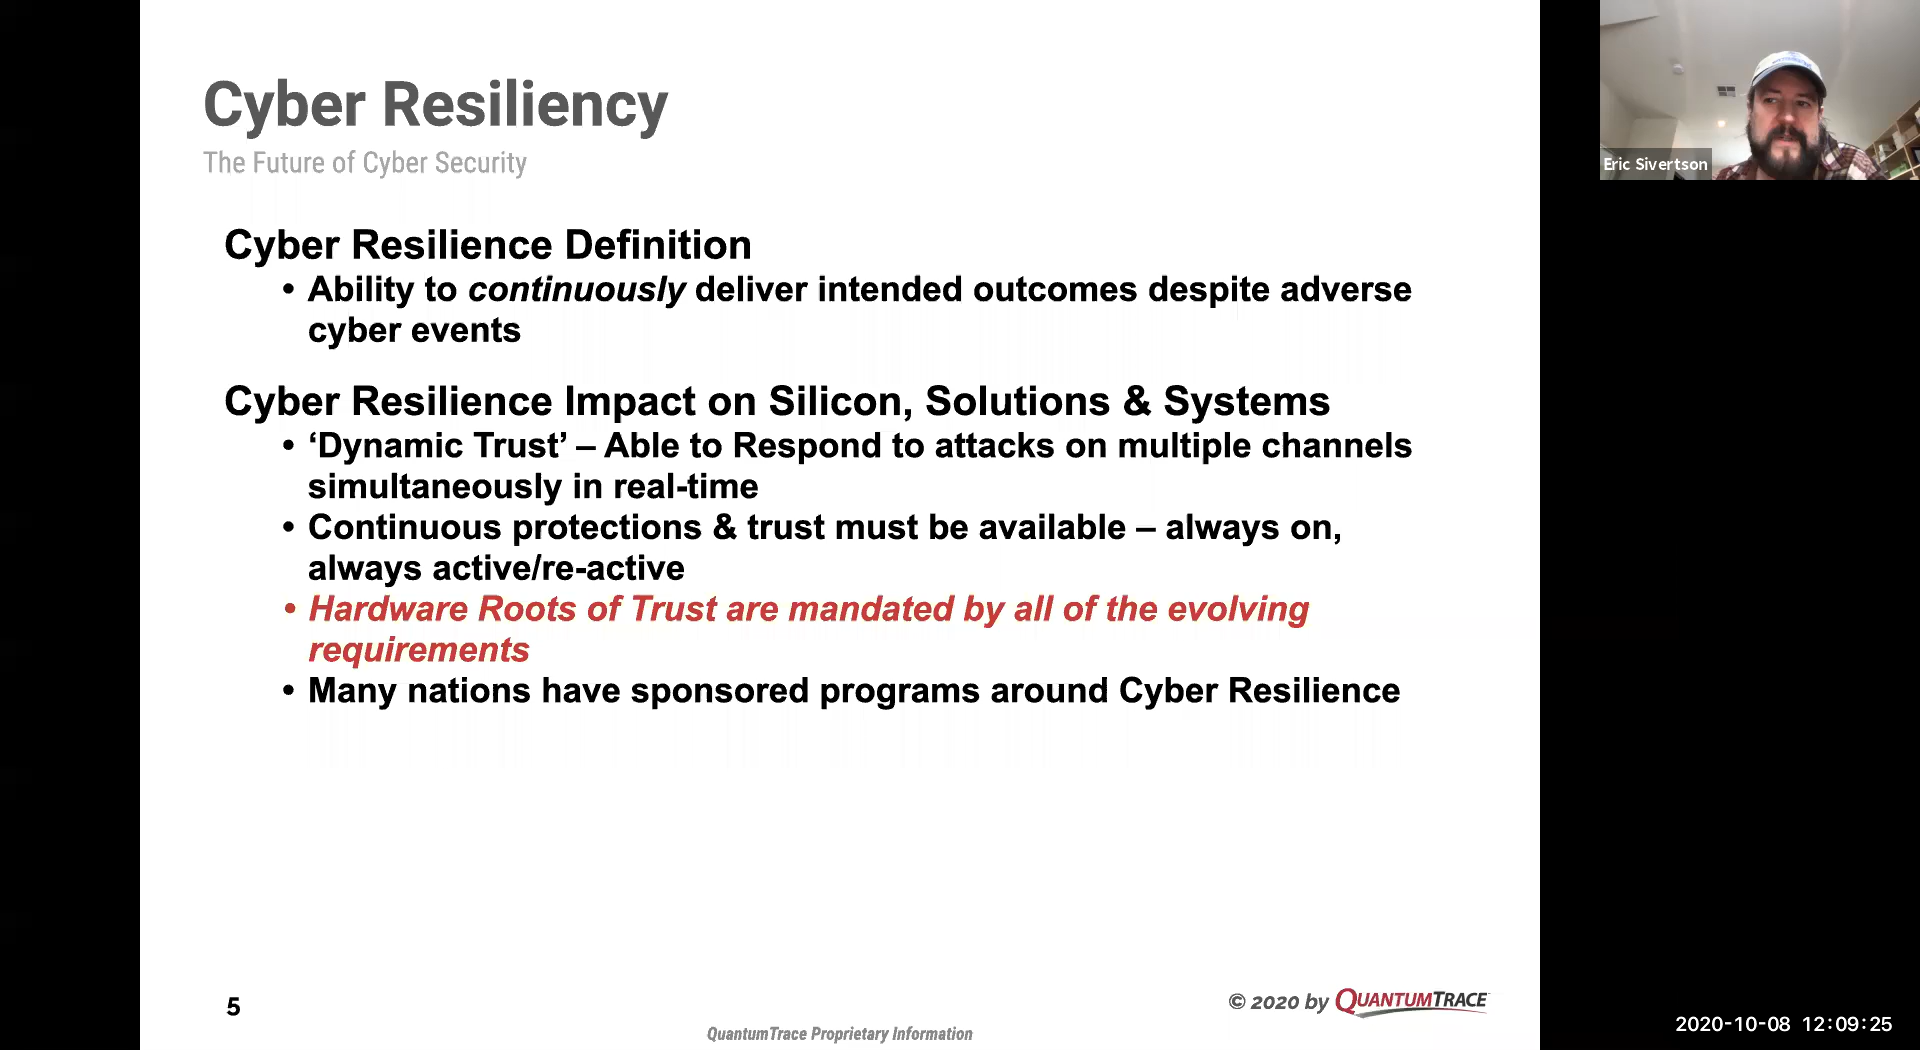 Cyber Resiliency
The Future of Cyber Security
Cyber Resilience Definition
• Ability to continuously deliver intended outcomes despite adverse
cyber events
Cyber Resilience Impact on Silicon, Solutions & Systems
• ‘Dynamic Trust’ – Able to Respond to attacks on multiple channels
simultaneously in real-time
• Continuous protections & trust must be available – always on,
always active/re-active
• Hardware Roots of Trust are mandated by all of the evolving
requirements
• Many nations have sponsored programs around Cyber Resilience
5
© 2020 by QUANTUMTRACE
QuantumTrace Proprietary Information
Eric Sivertson
2020-10-08 12:09:25